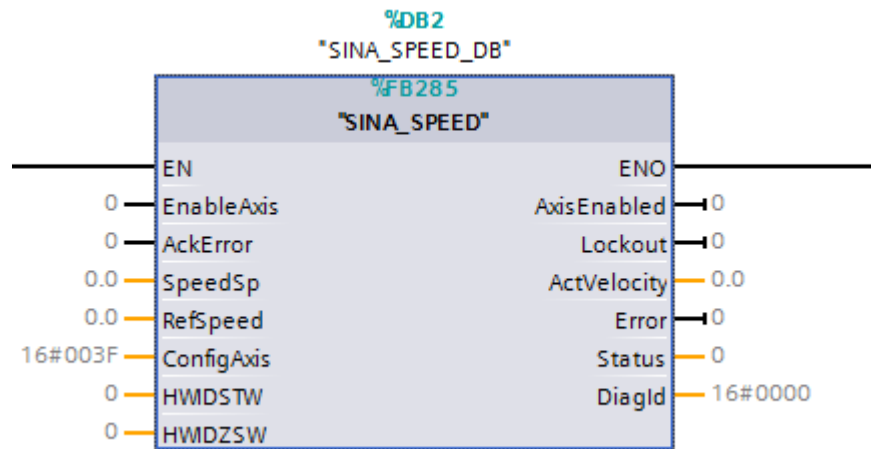 %DB2
"SINA_SPEED_DB"
%FB285
"SINA_SPEED"
EN ENO
0 EnableAxis AxisEnabled 0
0 AckError Lockout 0
0.0 SpeedSp ActVelocity 0.0
0.0 RefSpeed Error 0
16#003F ConfigAxis Status 0
0 HWIDSTW DiagId 16#0000
0 HWIDZSW